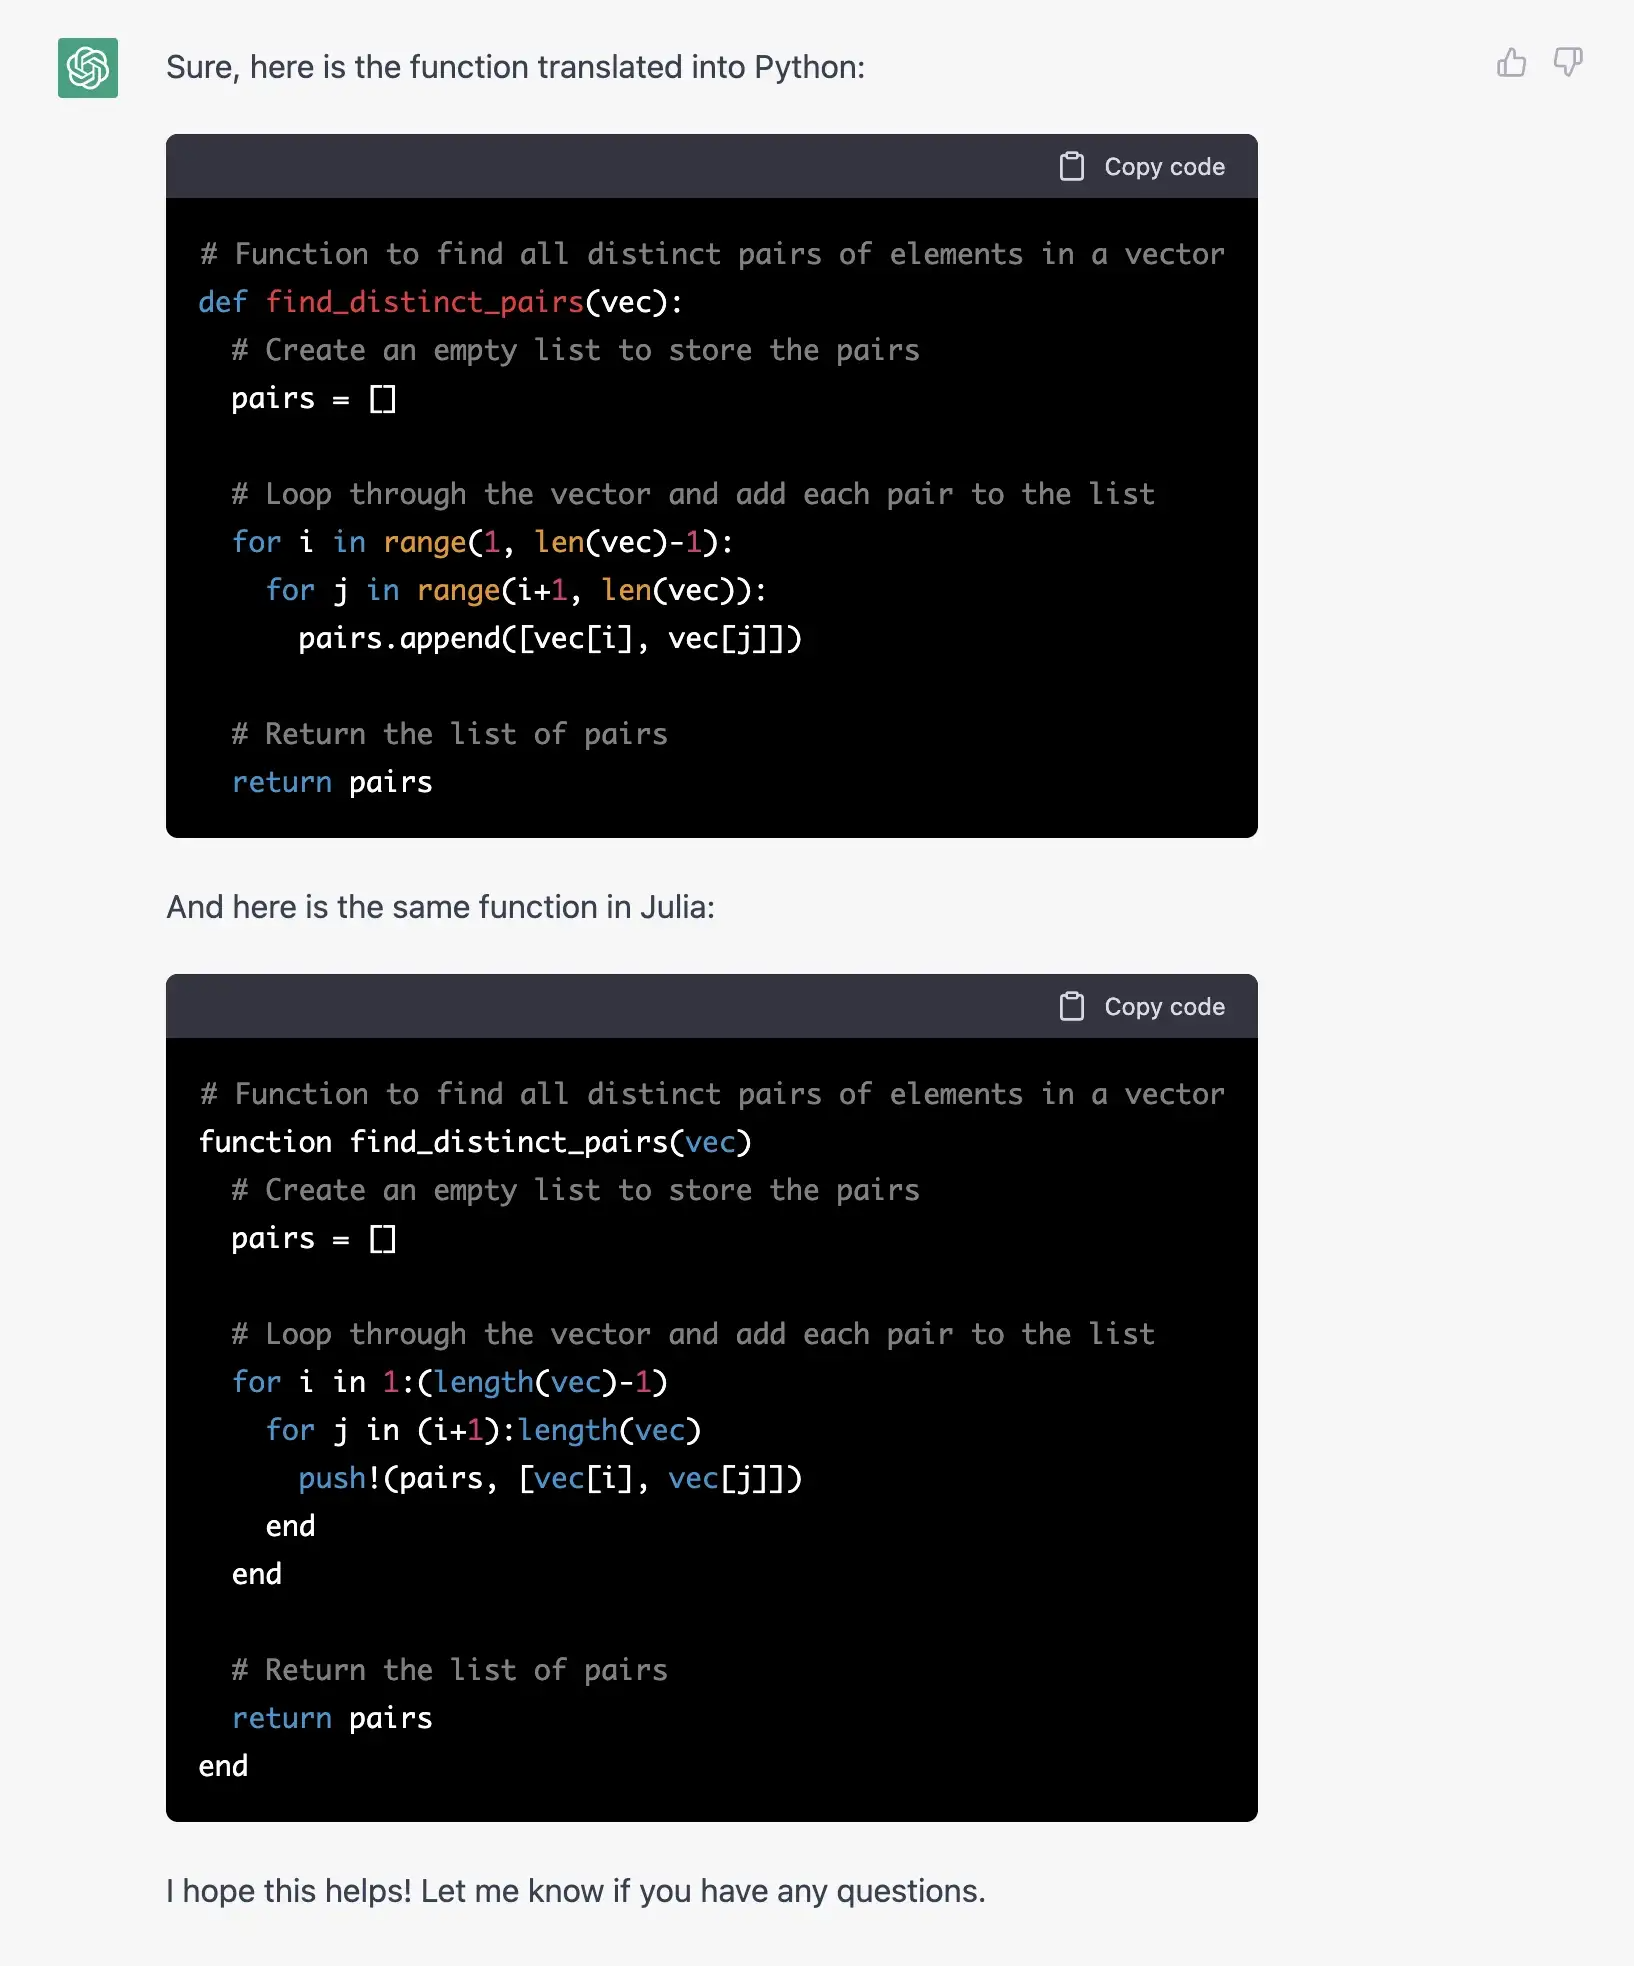 Sure, here is the function translated into Python:
Copy code
# Function to find all distinct pairs of elements in a vector
def find_distinct_pairs(vec):
  # Create an empty list to store the pairs
  pairs = []

  # Loop through the vector and add each pair to the list
  for i in range(1, len(vec)-1):
    for j in range(i+1, len(vec)):
      pairs.append([vec[i], vec[j]])

  # Return the list of pairs
  return pairs
And here is the same function in Julia:
Copy code
# Function to find all distinct pairs of elements in a vector
function find_distinct_pairs(vec)
  # Create an empty list to store the pairs
  pairs = []

  # Loop through the vector and add each pair to the list
  for i in 1:(length(vec)-1)
    for j in (i+1):length(vec)
      push!(pairs, [vec[i], vec[j]])
    end
  end

  # Return the list of pairs
  return pairs
end
I hope this helps! Let me know if you have any questions.